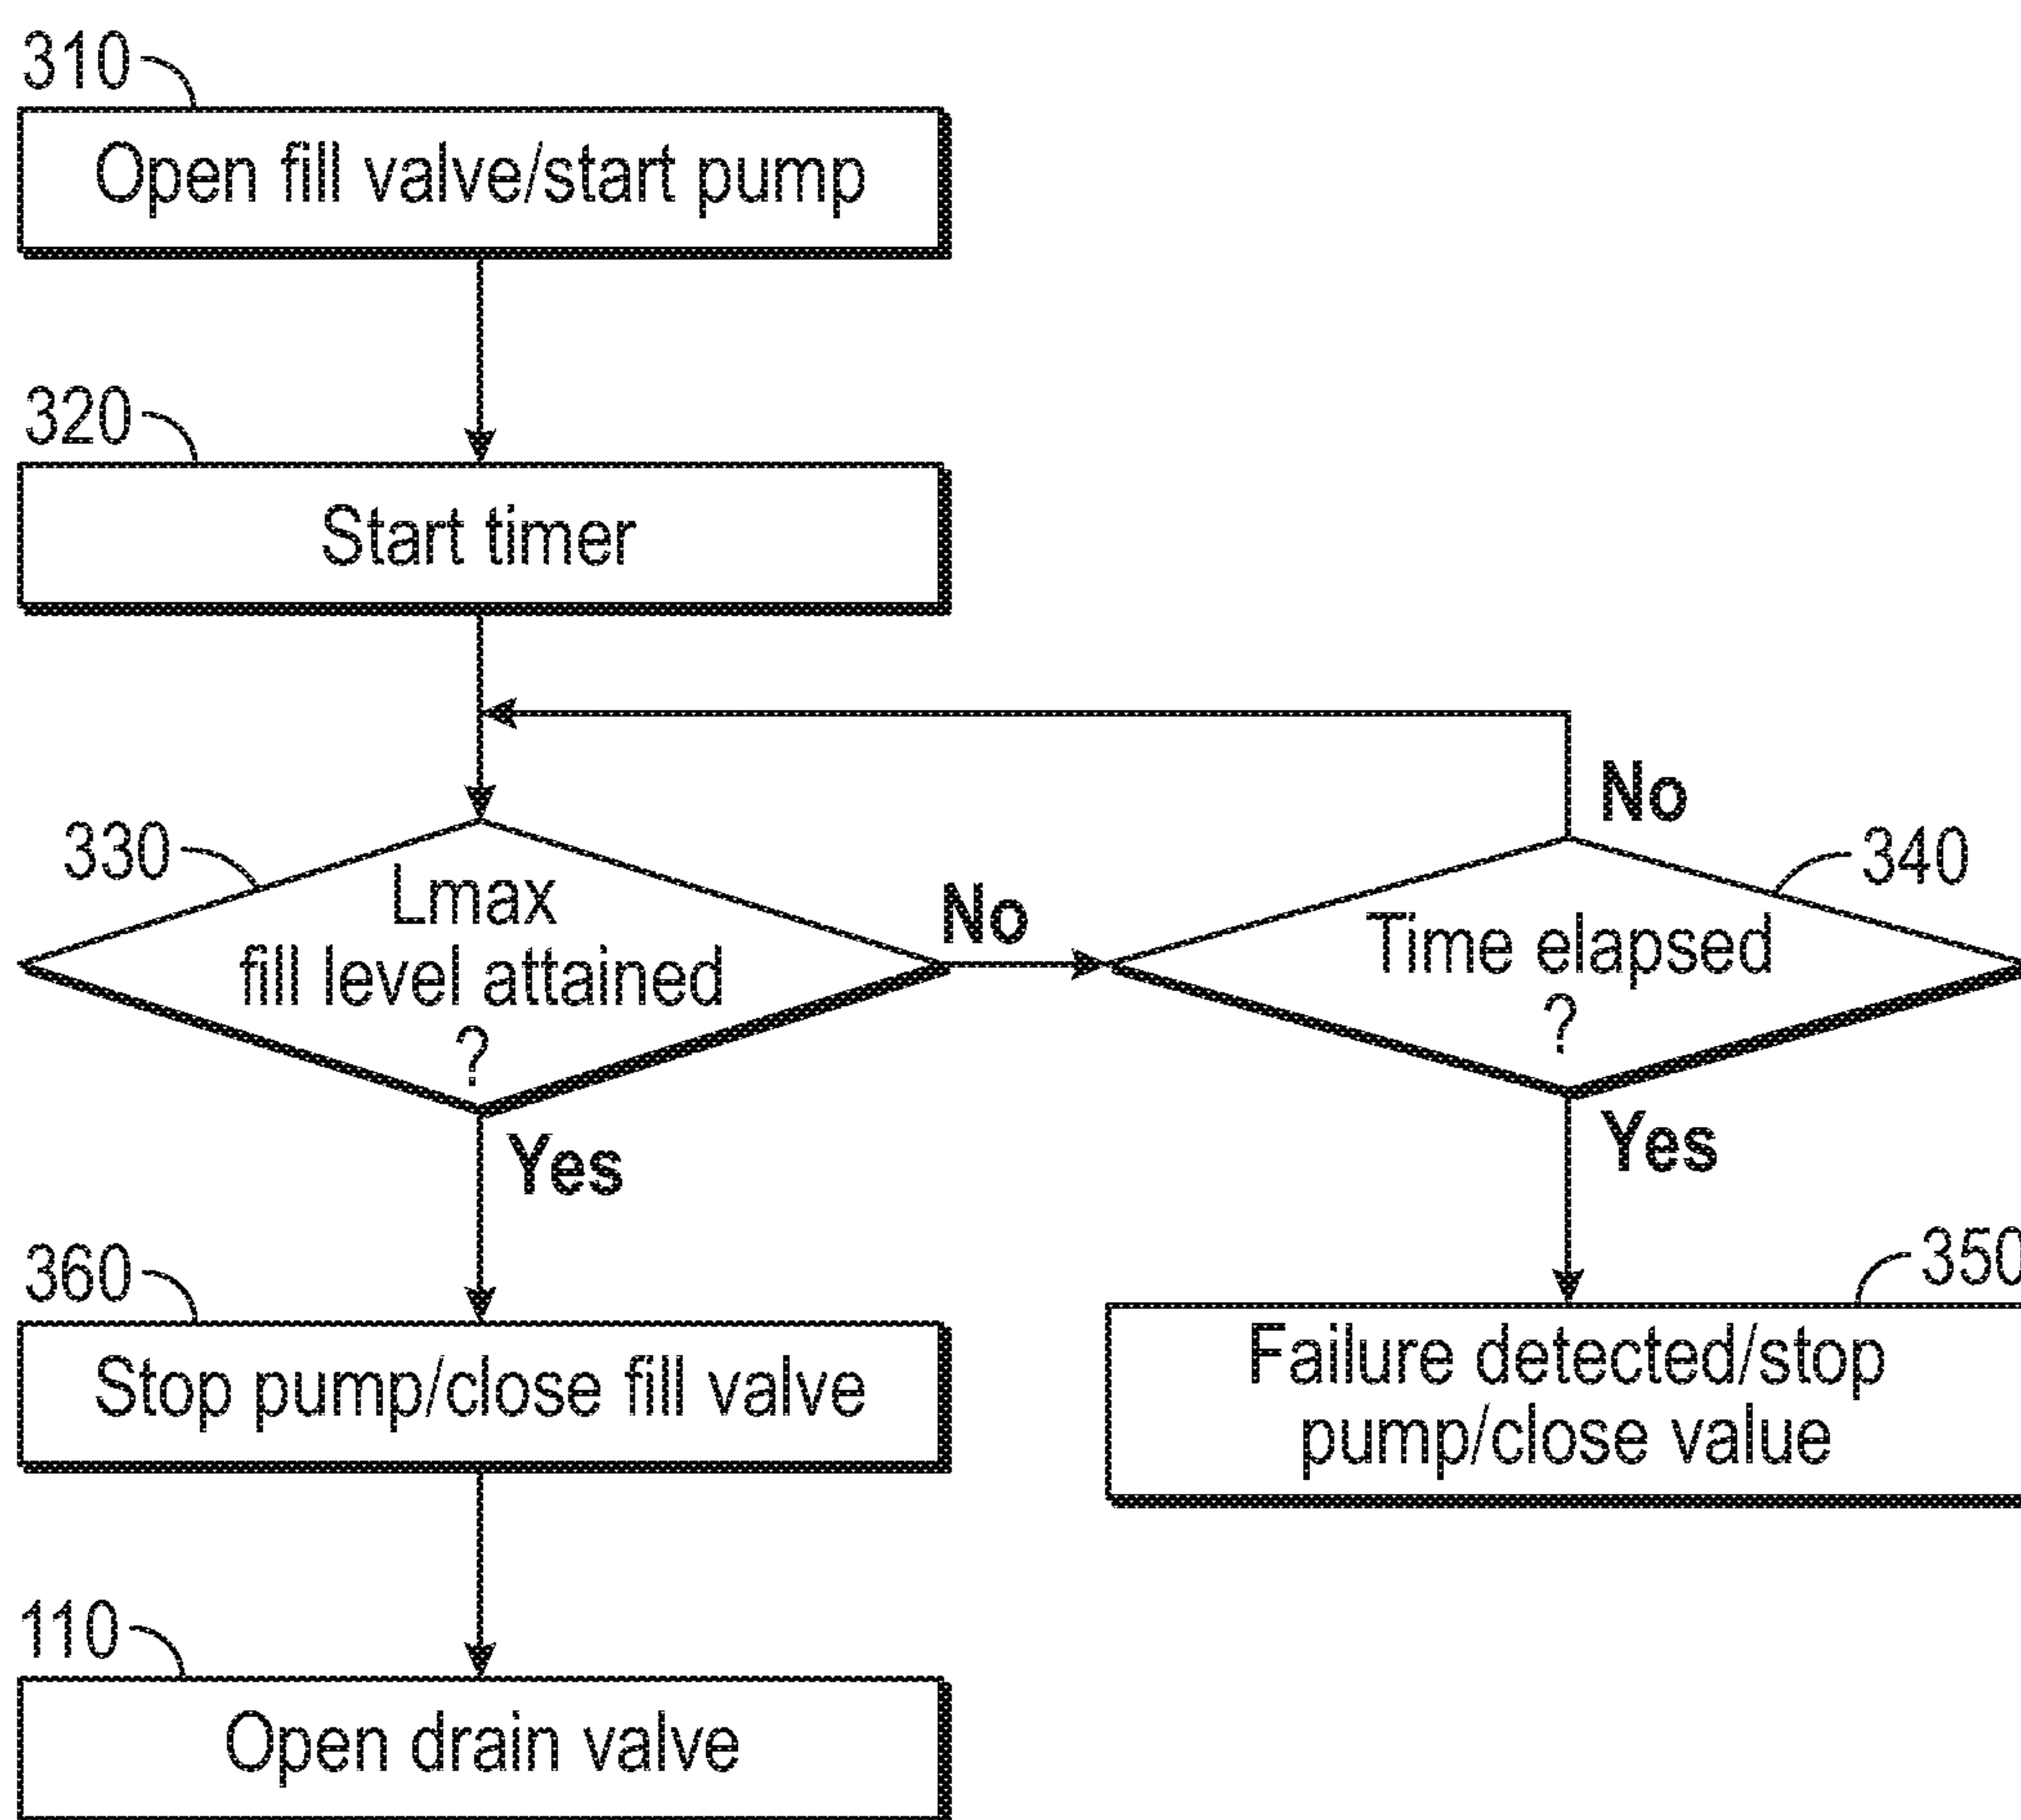 310
Open fill valve/start pump
320
Start timer
330
Lmax
fill level attained
?
No
No
340
Time elapsed
?
Yes
Yes
360
Stop pump/close fill valve
350
Failure detected/stop
pump/close value
110
Open drain valve